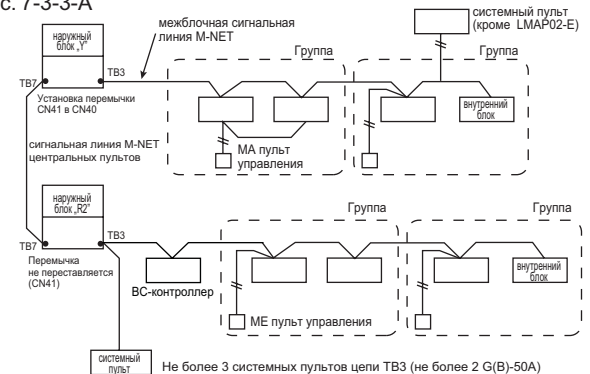 с. 7-3-3-A
межблочная сигнальная
линия M-NET
системный пульт
(кроме LMAP02-E)
наружный
блок „Y"
TB7
TB3
Группа
Группа
Установка перемычки
CN41 в CN40
внутренний
блок
сигнальная линия M-NET
центральных пультов
МА пульт
управления
наружный
блок „R2"
TB7
TB3
Группа
Группа
Перемычка
не переставляется
(CN41)
ВС-контроллер
внутренний
блок
МЕ пульт управления
системный
пульт
Не более 3 системных пультов цепи TB3 (не более 2 G(B)-50A)